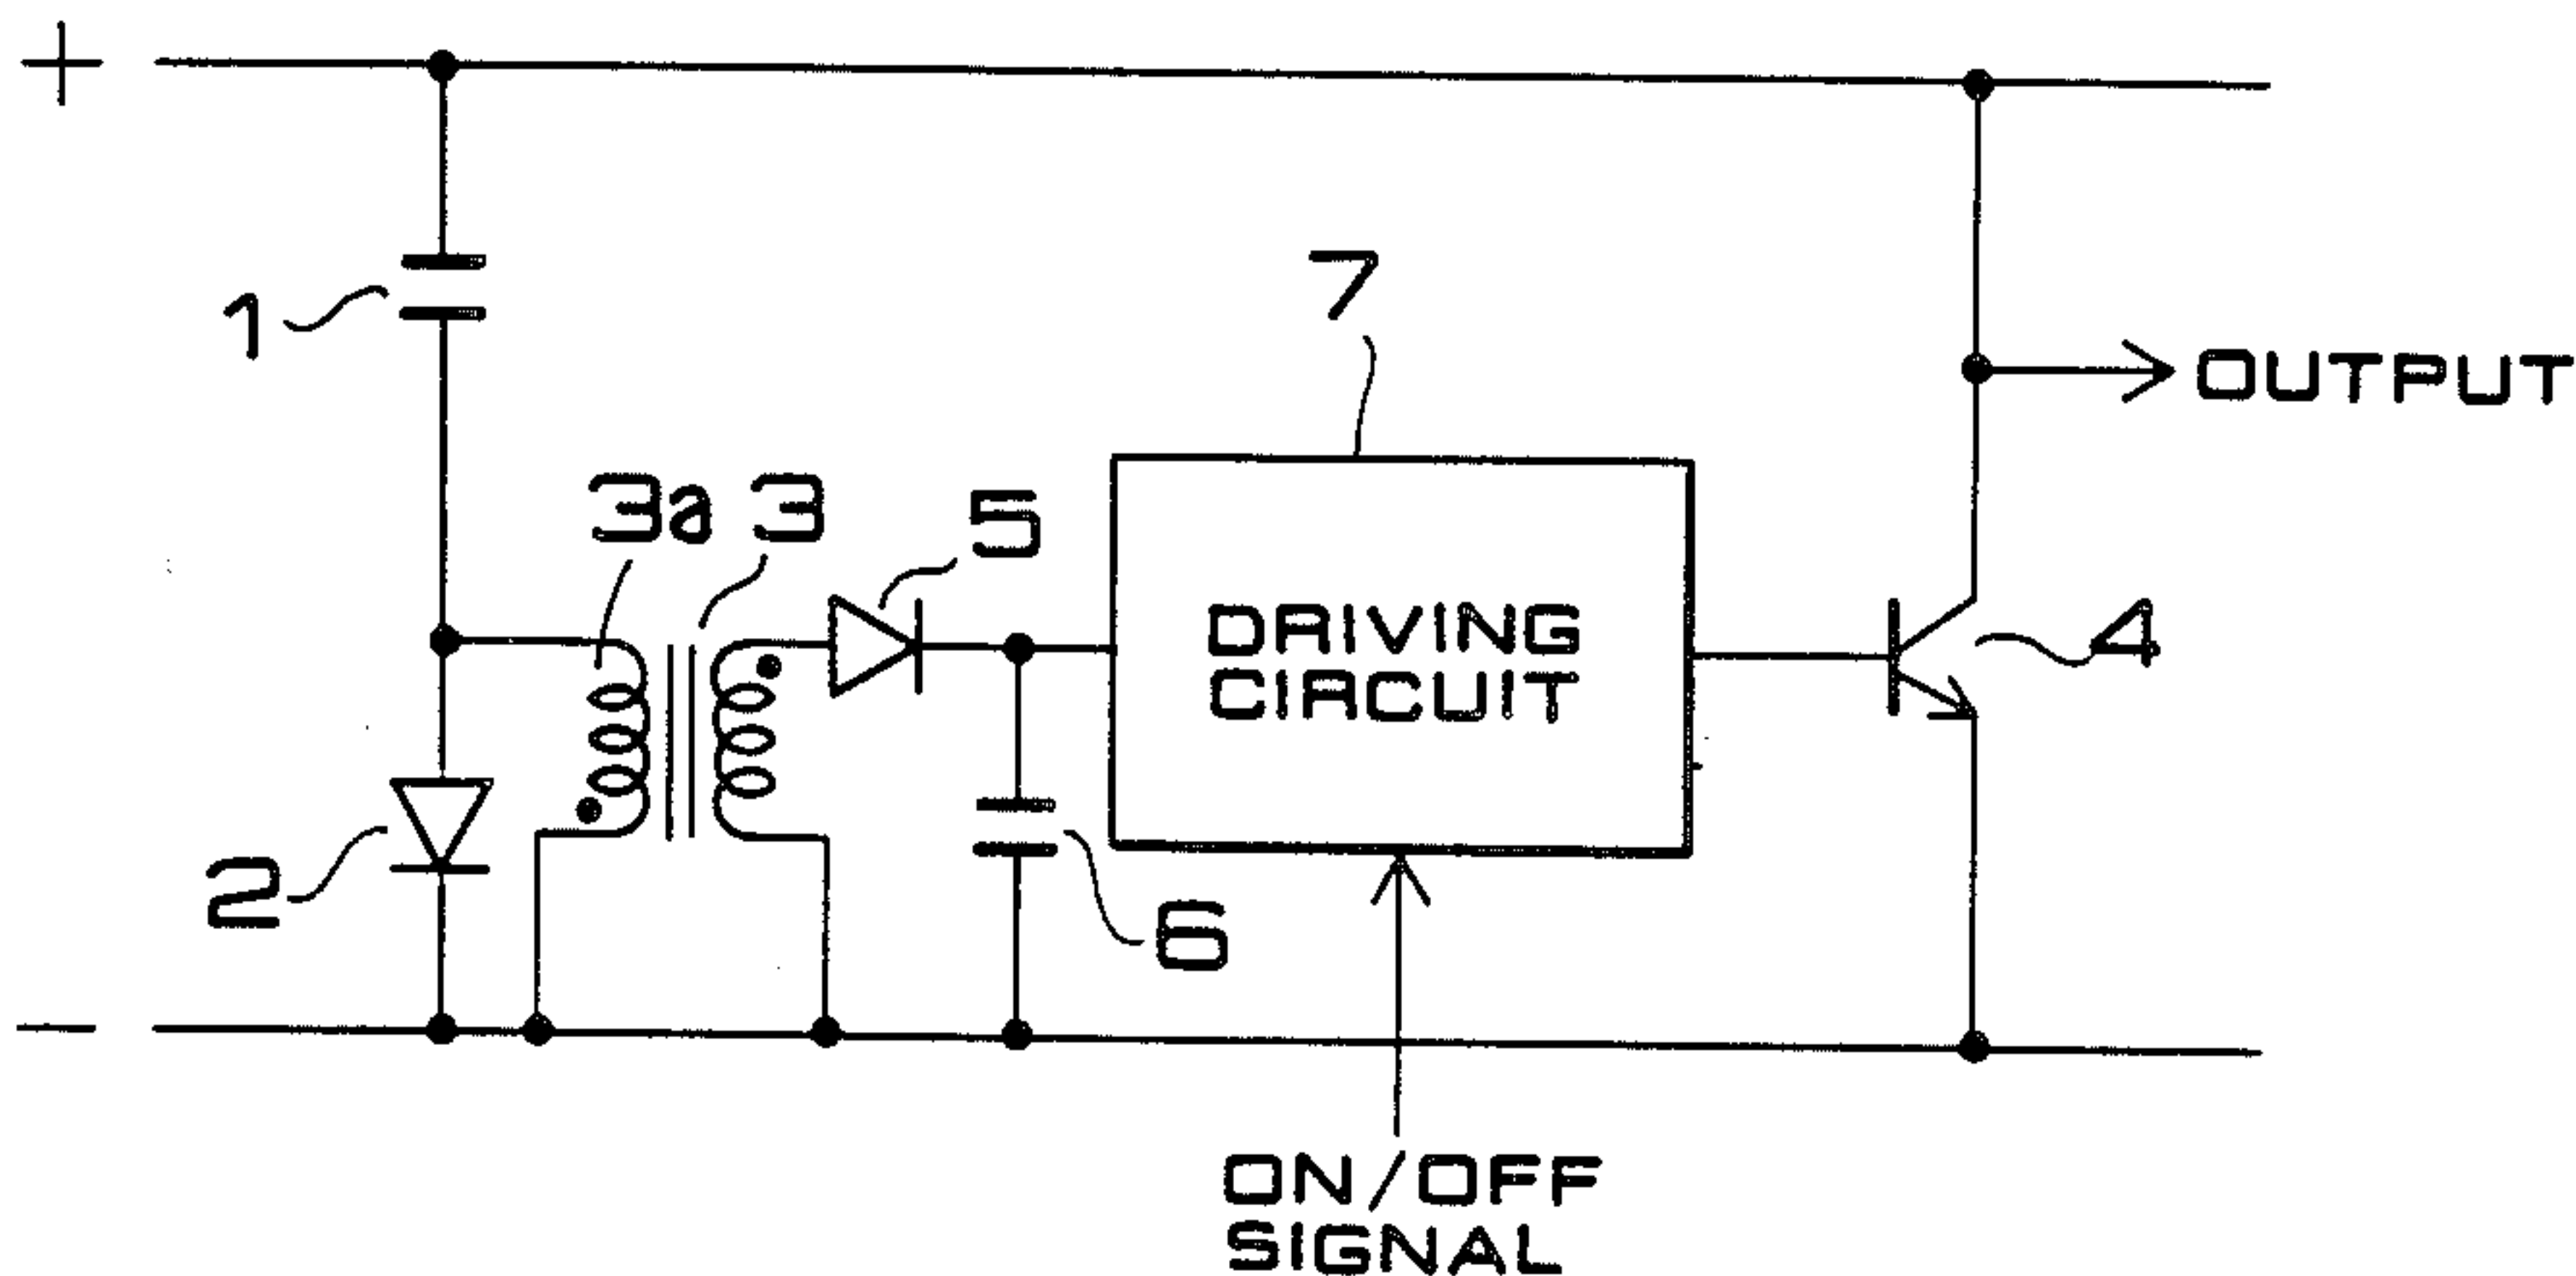 +
1
7
OUTPUT
3a
3
5
DRIVING
CIRCUIT
4
2
6
−
ON/OFF
SIGNAL